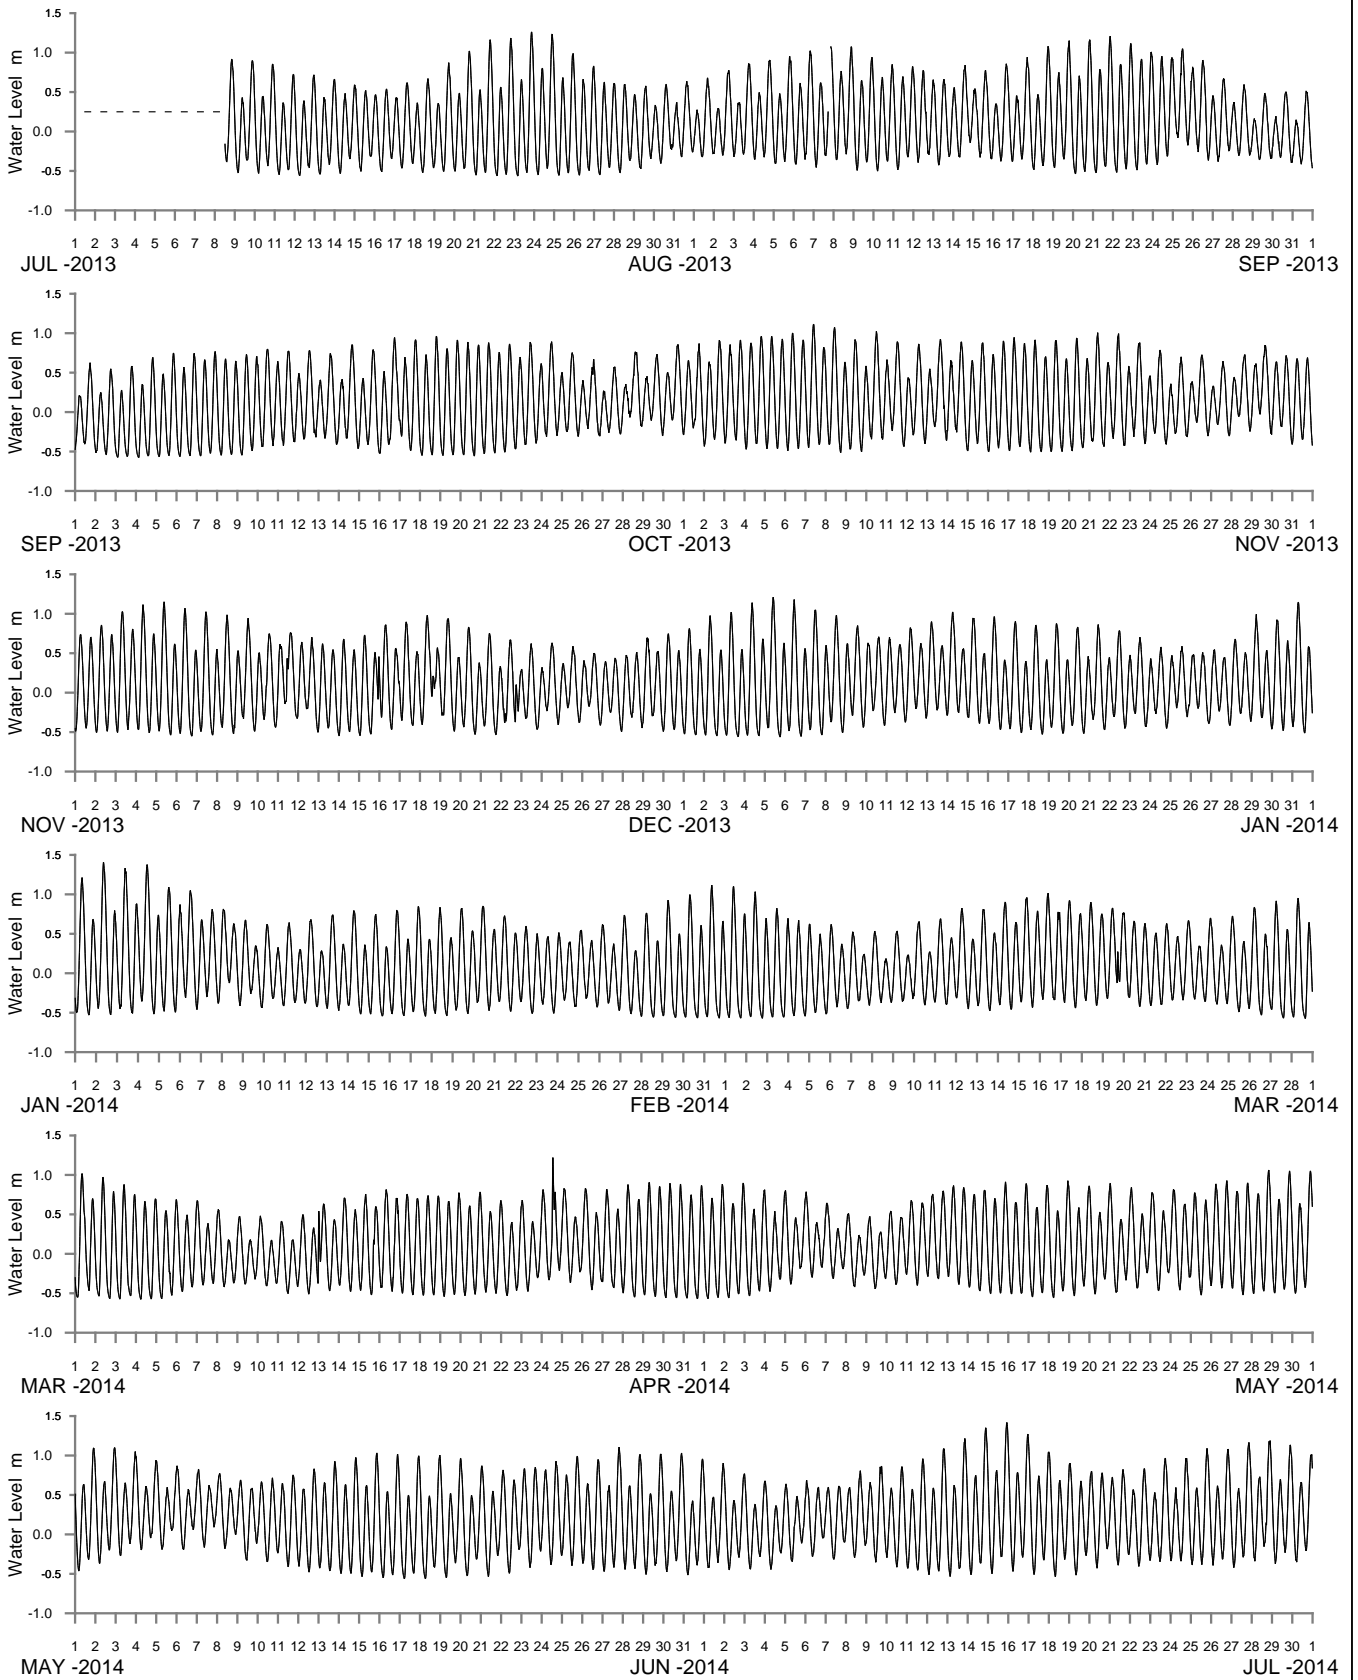 1.5
1.0
0.5
0.0
-0.5
-1.0
Water Level m
1 2 3 4 5 6 7 8 9 10 11 12 13 14 15 16 17 18 19 20 21 22 23 24 25 26 27 28 29 30 31 1 2 3 4 5 6 7 8 9 10 11 12 13 14 15 16 17 18 19 20 21 22 23 24 25 26 27 28 29 30 31 1
JUL -2013 AUG -2013 SEP -2013
1.5
1.0
0.5
0.0
-0.5
-1.0
Water Level m
1 2 3 4 5 6 7 8 9 10 11 12 13 14 15 16 17 18 19 20 21 22 23 24 25 26 27 28 29 30 1 2 3 4 5 6 7 8 9 10 11 12 13 14 15 16 17 18 19 20 21 22 23 24 25 26 27 28 29 30 31 1
SEP -2013 OCT -2013 NOV -2013
1.5
1.0
0.5
0.0
-0.5
-1.0
Water Level m
1 2 3 4 5 6 7 8 9 10 11 12 13 14 15 16 17 18 19 20 21 22 23 24 25 26 27 28 29 30 1 2 3 4 5 6 7 8 9 10 11 12 13 14 15 16 17 18 19 20 21 22 23 24 25 26 27 28 29 30 31 1
NOV -2013 DEC -2013 JAN -2014
1.5
1.0
0.5
0.0
-0.5
-1.0
Water Level m
1 2 3 4 5 6 7 8 9 10 11 12 13 14 15 16 17 18 19 20 21 22 23 24 25 26 27 28 29 30 31 1 2 3 4 5 6 7 8 9 10 11 12 13 14 15 16 17 18 19 20 21 22 23 24 25 26 27 28 1
JAN -2014 FEB -2014 MAR -2014
1.5
1.0
0.5
0.0
-0.5
-1.0
Water Level m
1 2 3 4 5 6 7 8 9 10 11 12 13 14 15 16 17 18 19 20 21 22 23 24 25 26 27 28 29 30 31 1 2 3 4 5 6 7 8 9 10 11 12 13 14 15 16 17 18 19 20 21 22 23 24 25 26 27 28 29 30 1
MAR -2014 APR -2014 MAY -2014
1.5
1.0
0.5
0.0
-0.5
-1.0
Water Level m
1 2 3 4 5 6 7 8 9 10 11 12 13 14 15 16 17 18 19 20 21 22 23 24 25 26 27 28 29 30 31 1 2 3 4 5 6 7 8 9 10 11 12 13 14 15 16 17 18 19 20 21 22 23 24 25 26 27 28 29 30 1
MAY -2014 JUN -2014 JUL -2014